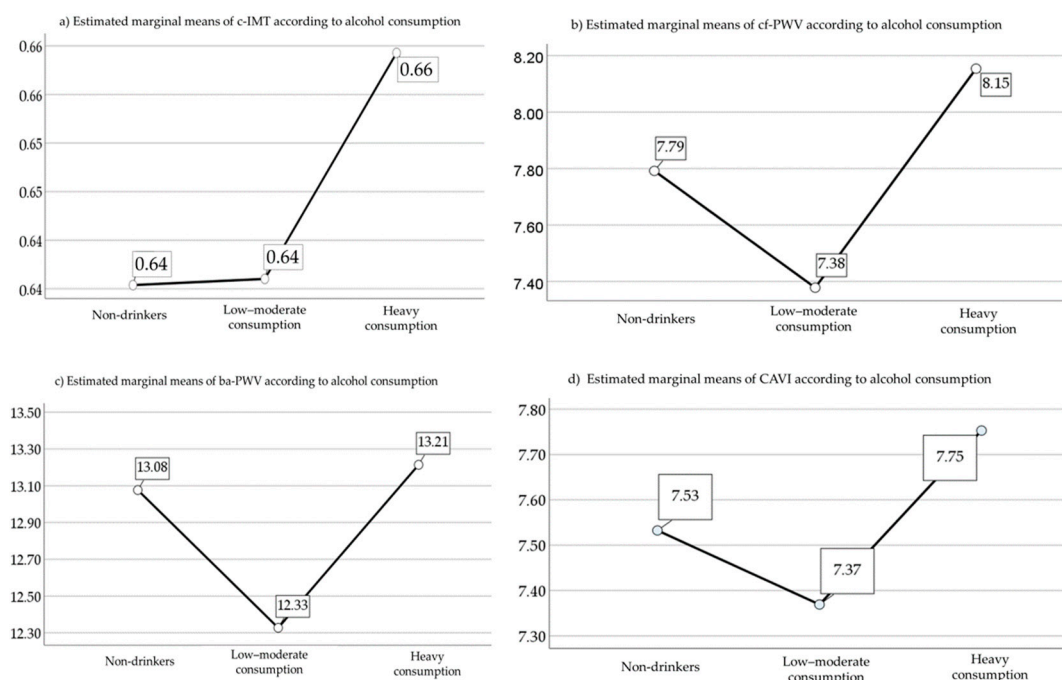 a) Estimated marginal means of c-IMT according to alcohol consumption
0.66
0.66
0.65
0.65
0.64
0.64
0.64
0.64
0.66
Non-drinkers
Low–moderate
consumption
Heavy
consumption
b) Estimated marginal means of cf-PWV according to alcohol consumption
8.20
8.00
7.80
7.60
7.40
7.79
7.38
8.15
Non-drinkers
Low–moderate
consumption
Heavy
consumption
c) Estimated marginal means of ba-PWV according to alcohol consumption
13.50
13.30
13.10
12.90
12.70
12.50
12.30
13.08
12.33
13.21
Non-drinkers
Low–moderate
consumption
Heavy
consumption
d) Estimated marginal means of CAVI according to alcohol consumption
7.80
7.70
7.60
7.50
7.40
7.30
7.53
7.37
7.75
Non-drinkers
Low–moderate
consumption
Heavy
consumption